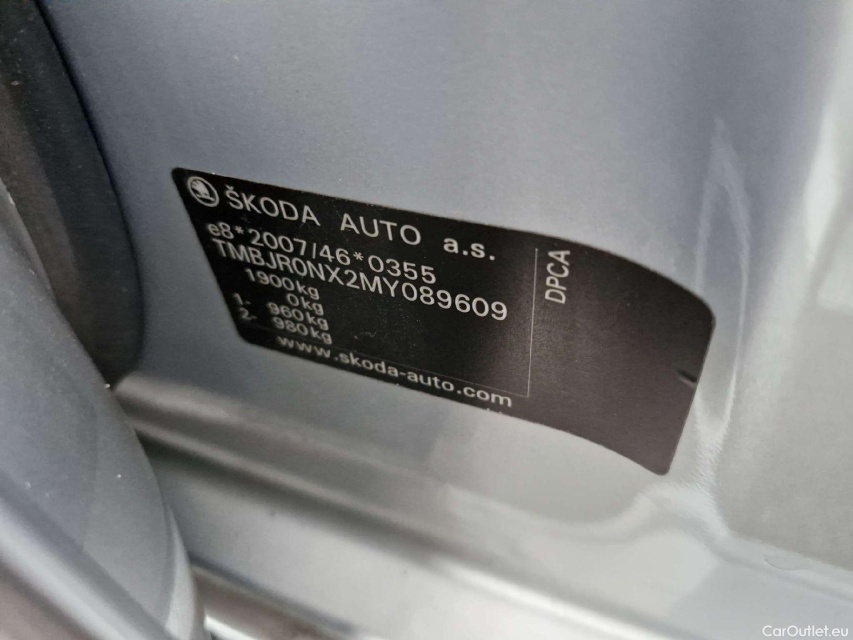 ŠKODA AUTO a.s.
e8*2007/46*0355
TMBJR0NX2MY089609
1900kg
0kg
1- 960kg
2- 980kg
www.skoda-auto.com
DPCA
CarOutlet.eu